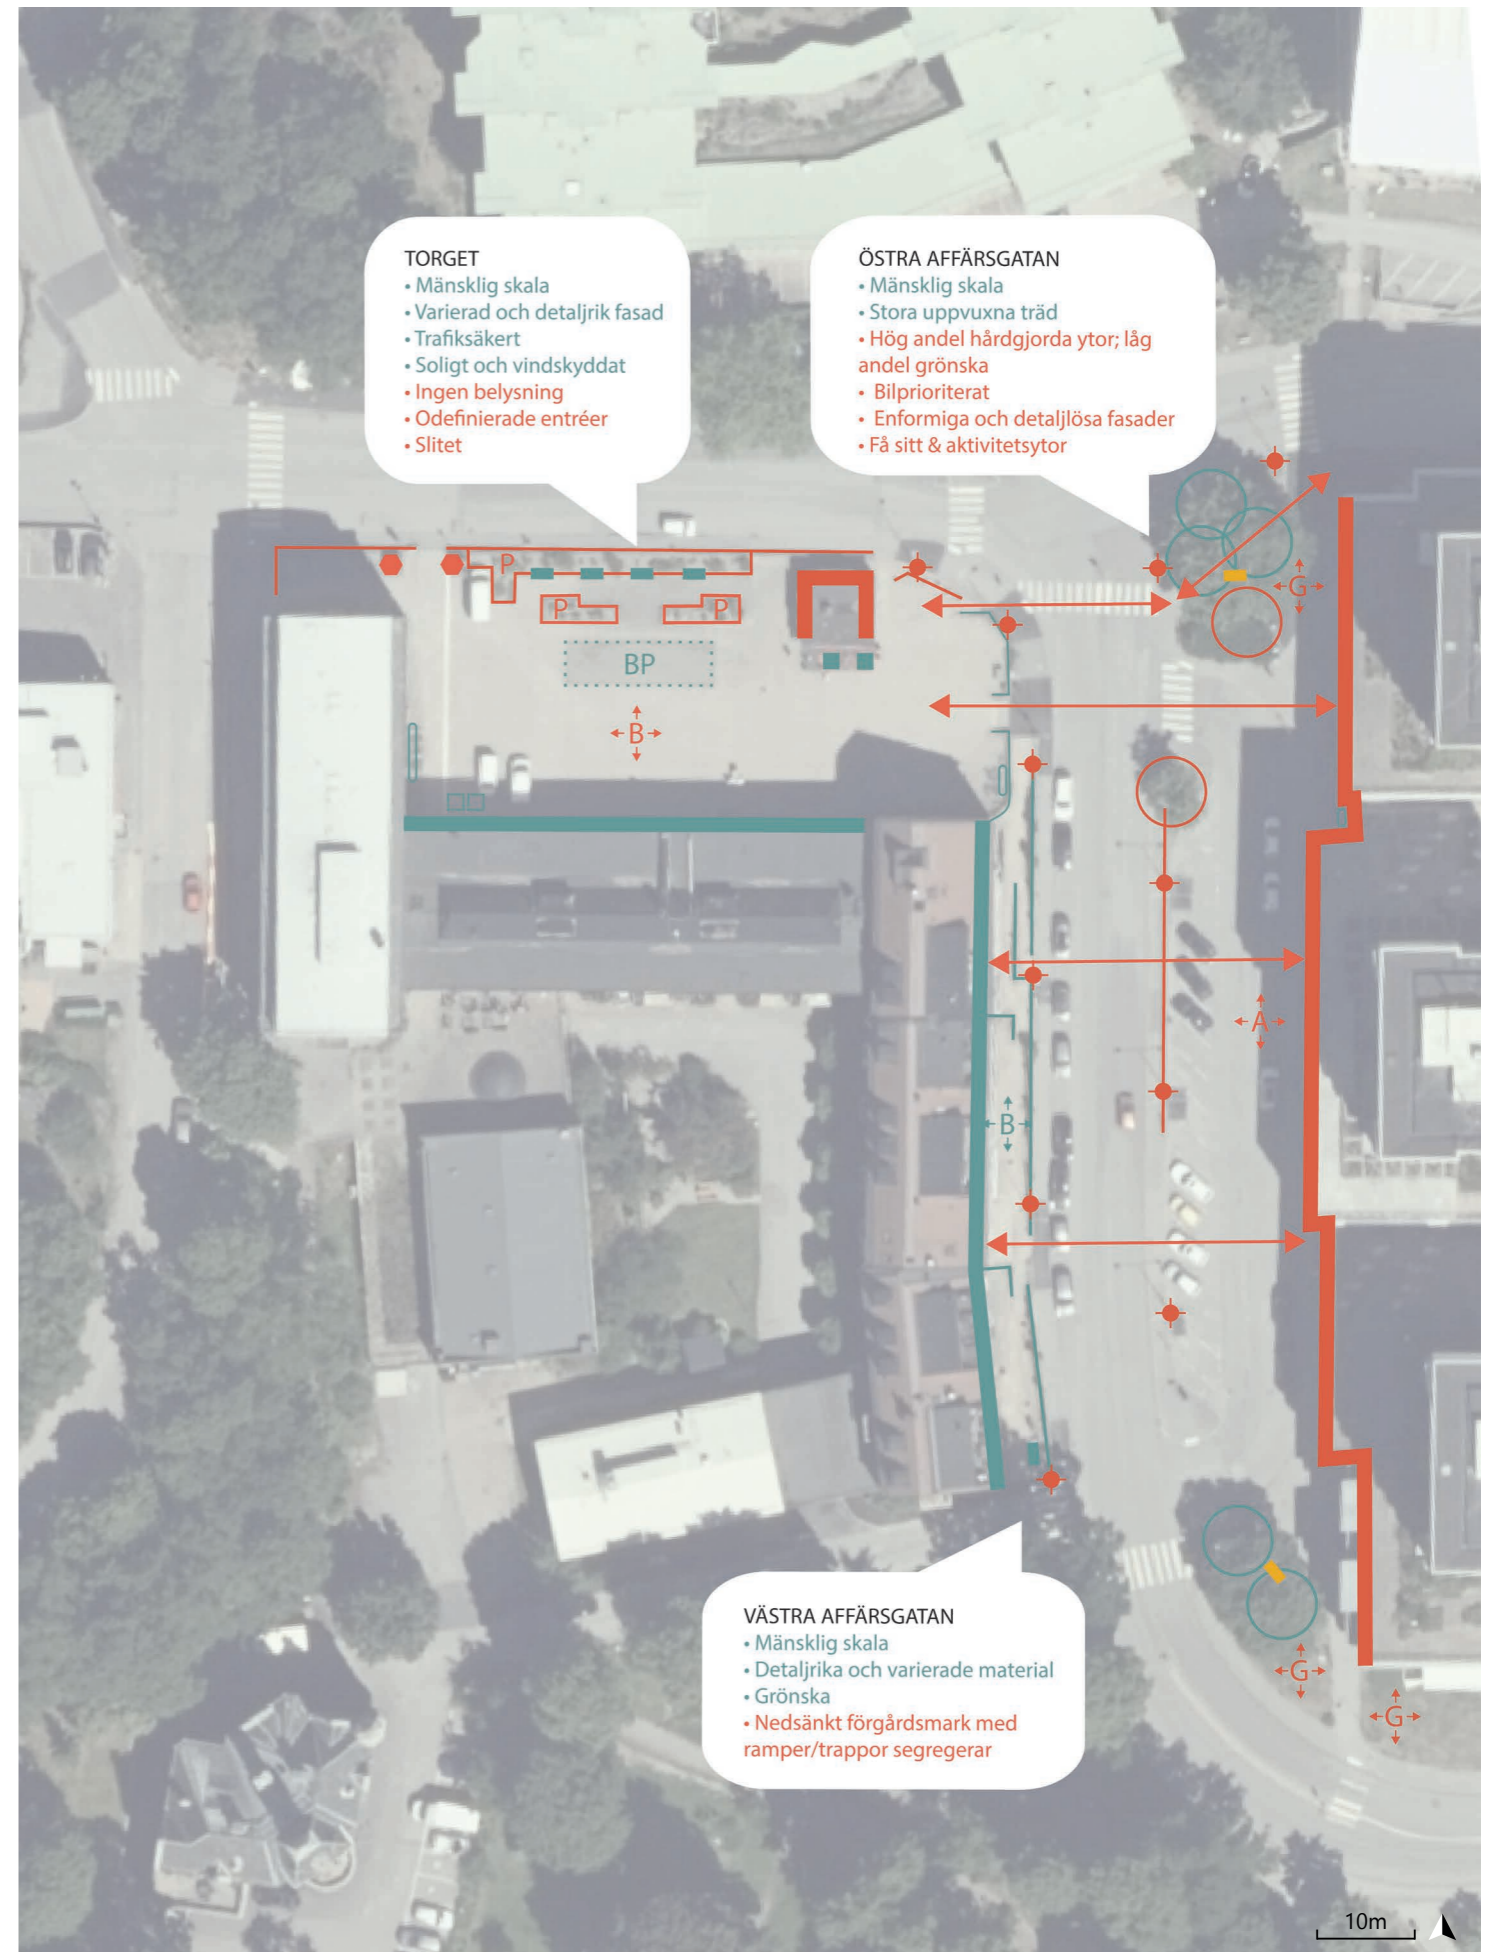 TORGET
• Mänsklig skala
• Varierad och detaljrik fasad
• Trafiksäkert
• Soligt och vindskyddat
• Ingen belysning
• Odefinierade entréer
• Slitet
ÖSTRA AFFÄRSGATAN
• Mänsklig skala
• Stora uppvuxna träd
• Hög andel hårdgjorda ytor; låg
andel grönska
• Bilprioriterat
• Enformiga och detaljlösa fasader
• Få sitt & aktivitetsytor
P
P
P
BP
B
G
A
B
VÄSTRA AFFÄRSGATAN
• Mänsklig skala
• Detaljrika och varierade material
• Grönska
• Nedsänkt förgårdsmark med
ramper/trappor segregerar
G
G
10m